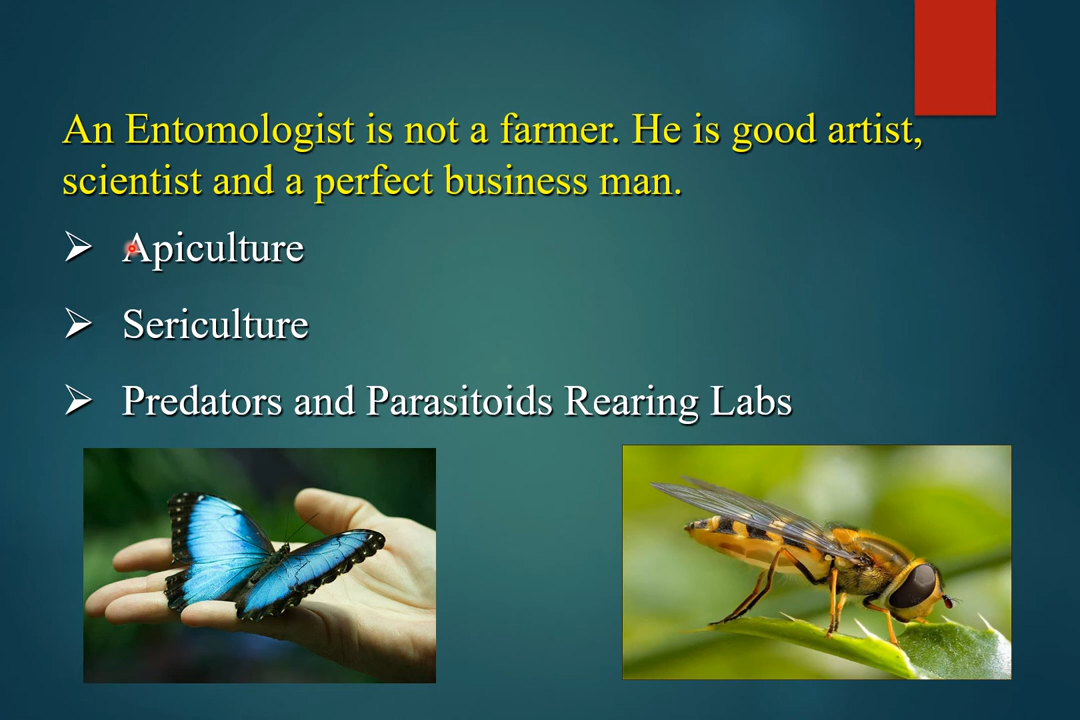 An Entomologist is not a farmer. He is good artist,
scientist and a perfect business man.
Apiculture
Sericulture
Predators and Parasitoids Rearing Labs